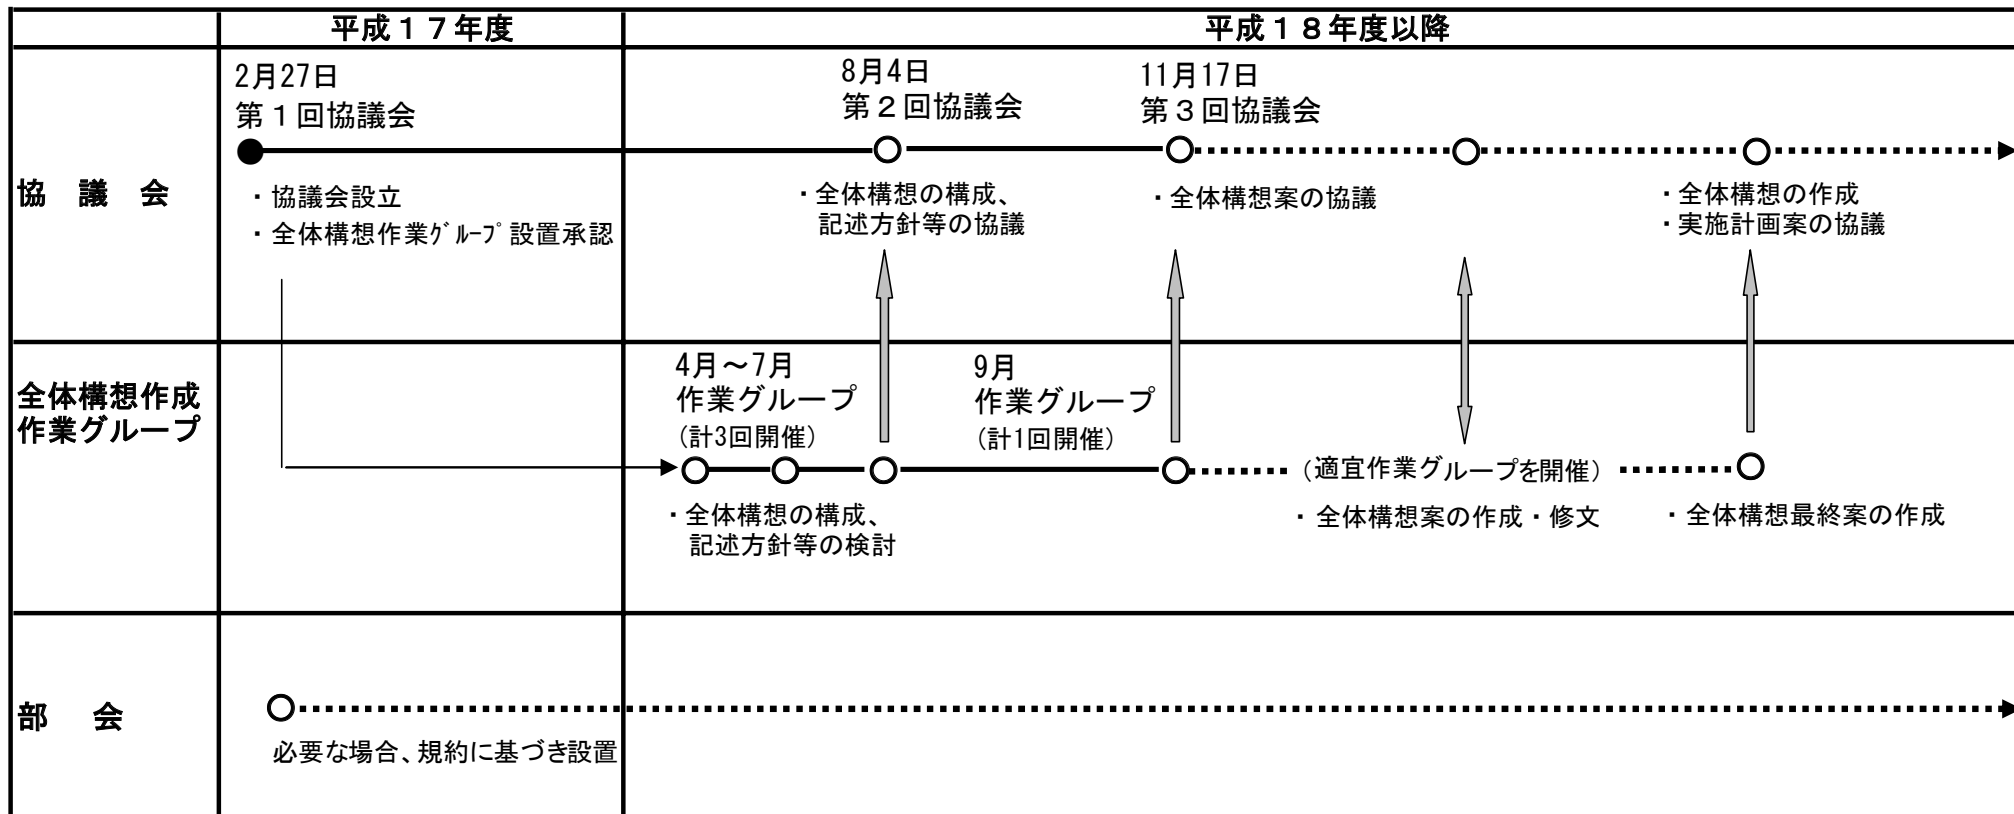 平成１７年度
平成１８年度以降
協　議　会
2月27日
第１回協議会
・協議会設立
・全体構想作業ｸﾞﾙｰﾌﾟ設置承認
8月4日
第２回協議会
・全体構想の構成、
記述方針等の協議
11月17日
第３回協議会
・全体構想案の協議
・全体構想の作成
・実施計画案の協議
全体構想作成
作業グループ
4月～7月
作業グループ
（計3回開催）
・全体構想の構成、
記述方針等の検討
9月
作業グループ
（計1回開催）
（適宜作業グループを開催）
・全体構想案の作成・修文
・全体構想最終案の作成
部　会
必要な場合、規約に基づき設置